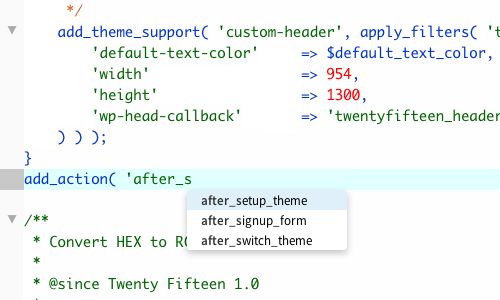 */
add_theme_support( 'custom-header', apply_filters( 't
'default-text-color' => $default_text_color,
'width' => 954,
'height' => 1300,
'wp-head-callback' => 'twentyfifteen_header
) ) );
}
add_action( 'after_s
after_setup_theme
after_signup_form
after_switch_theme
/**
* Convert HEX to
*
* @since Twenty Fifteen 1.0